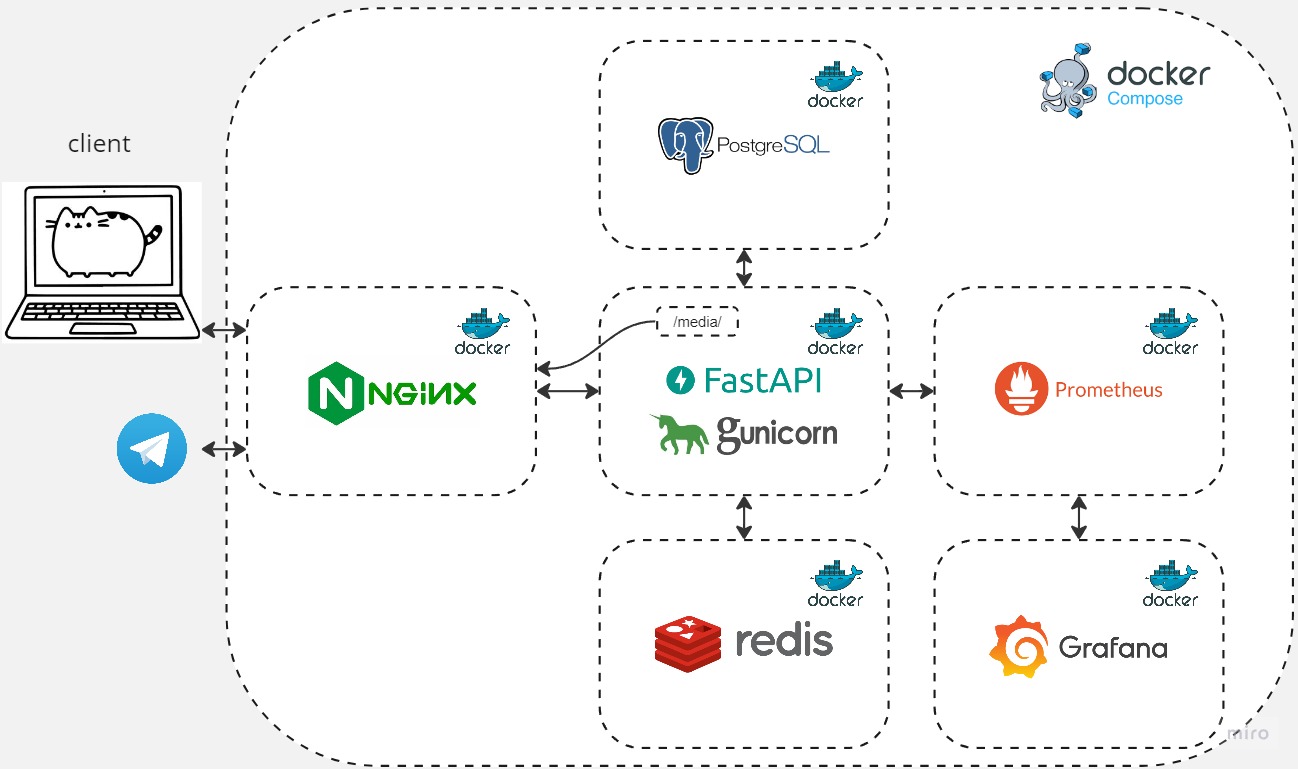 docker
Compose
docker
PostgreSQL
client
docker
NGINX
/media/
docker
FastAPI
gunicorn
docker
Prometheus
docker
redis
docker
Grafana
miro